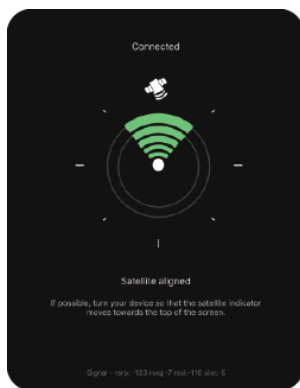 Connected
Satellite aligned
If possible, turn your device so that the satellite indicator
moves towards the top of the screen.
Signal - rsrp: -123 rsrq -7 rssi -116 sinr: 5